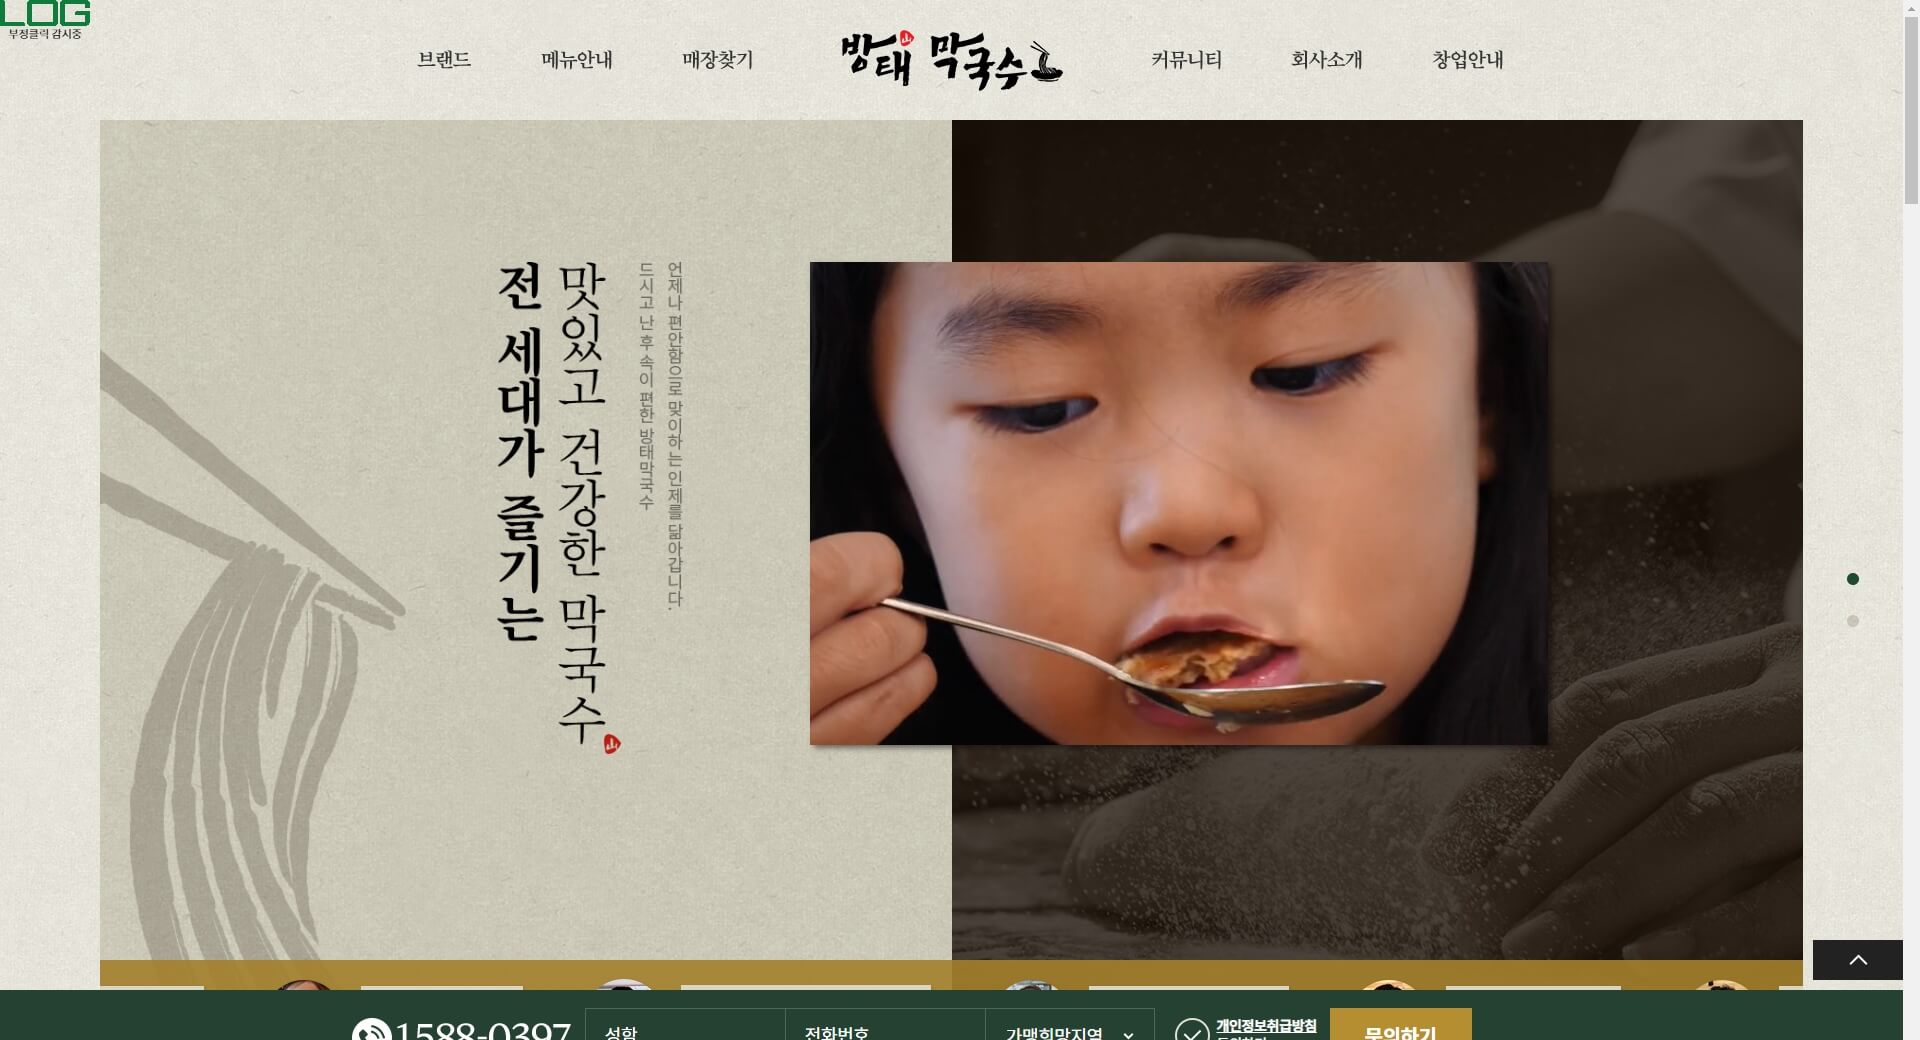 LOG
부정클릭 감시중
브랜드
메뉴안내
매장찾기
방태 막국수
山
커뮤니티
회사소개
창업안내
언제나 편안함으로 맞이하는 인제를 닮아갑니다.
드시고 난 후 속이 편한 방태막국수
맛있고 건강한 막국수
山
전 세대가 즐기는
1588-0397
성함
전화번호
가맹희망지역
개인정보취급방침
문의하기